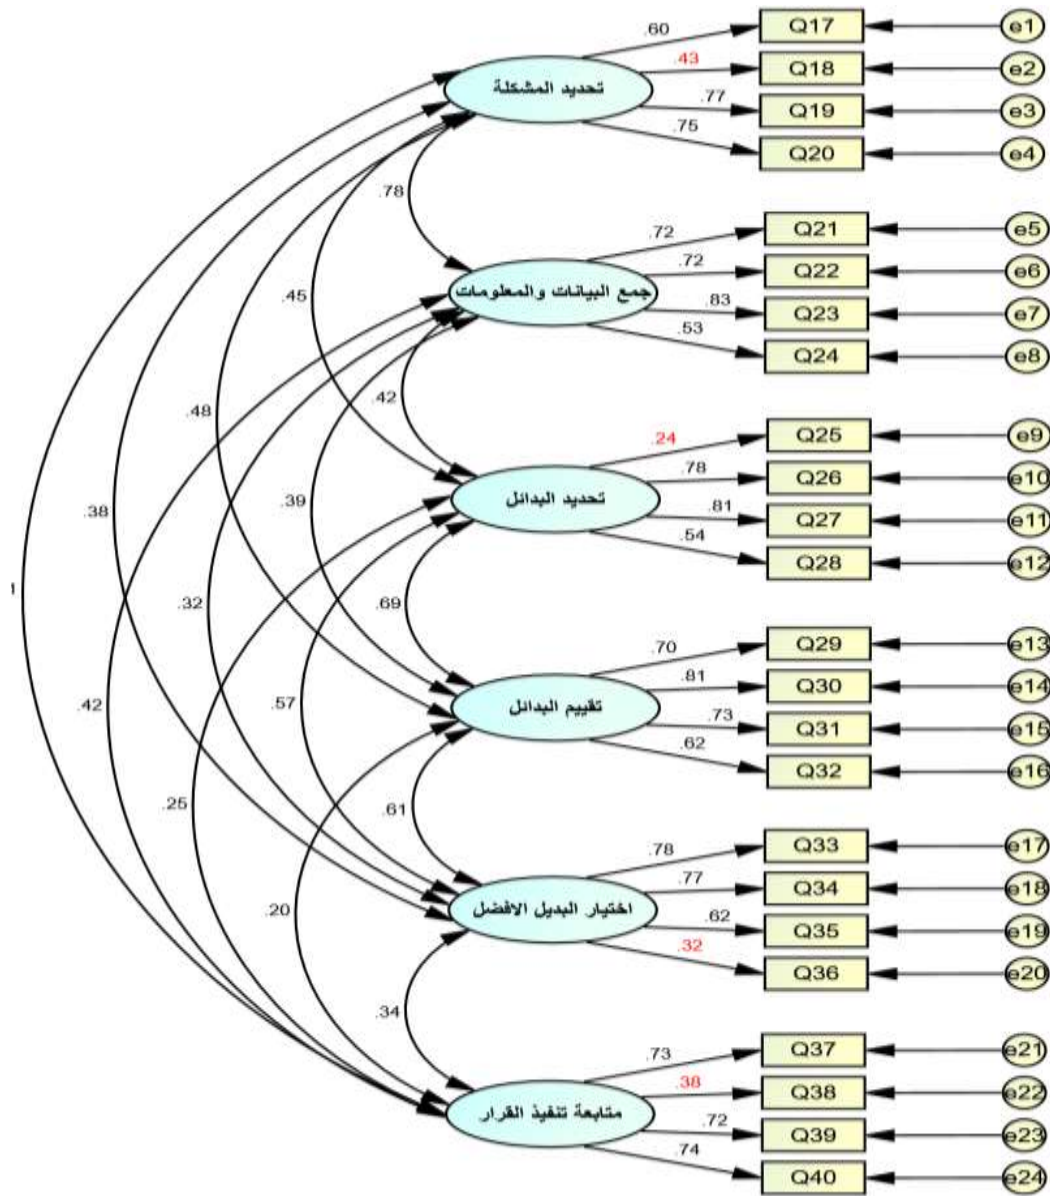 .60
Q17
e1
.43
Q18
e2
تحديد المشكلة
.77
Q19
e3
.75
Q20
e4
.78
.72
Q21
e5
.72
Q22
e6
جمع البيانات والمعلومات
.83
Q23
e7
.53
Q24
e8
.45
.42
.48
.24
Q25
e9
.78
Q26
e10
تحديد البدائل
.81
Q27
e11
.54
Q28
e12
.39
.38
.32
.69
.70
Q29
e13
.81
Q30
e14
تقييم البدائل
.73
Q31
e15
.62
Q32
e16
.42
.57
.25
.61
.78
Q33
e17
.77
Q34
e18
اختيار البديل الافضل
.62
Q35
e19
.32
Q36
e20
.20
.34
.73
Q37
e21
.38
Q38
e22
متابعة تنفيذ القرار
.72
Q39
e23
.74
Q40
e24